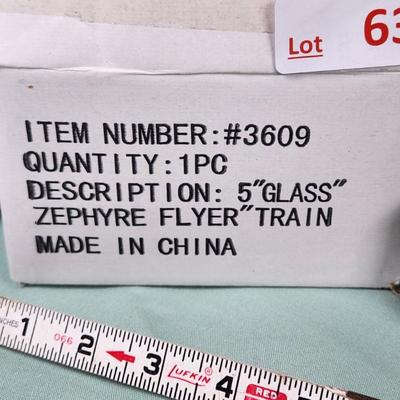 Lot 63
ITEM NUMBER:#3609
QUANTITY:1PC
DESCRIPTION: 5"GLASS"
ZEPHYRE FLYER"TRAIN
MADE IN CHINA
INCHES 1 066 2 3 LUFKIN 4 RED